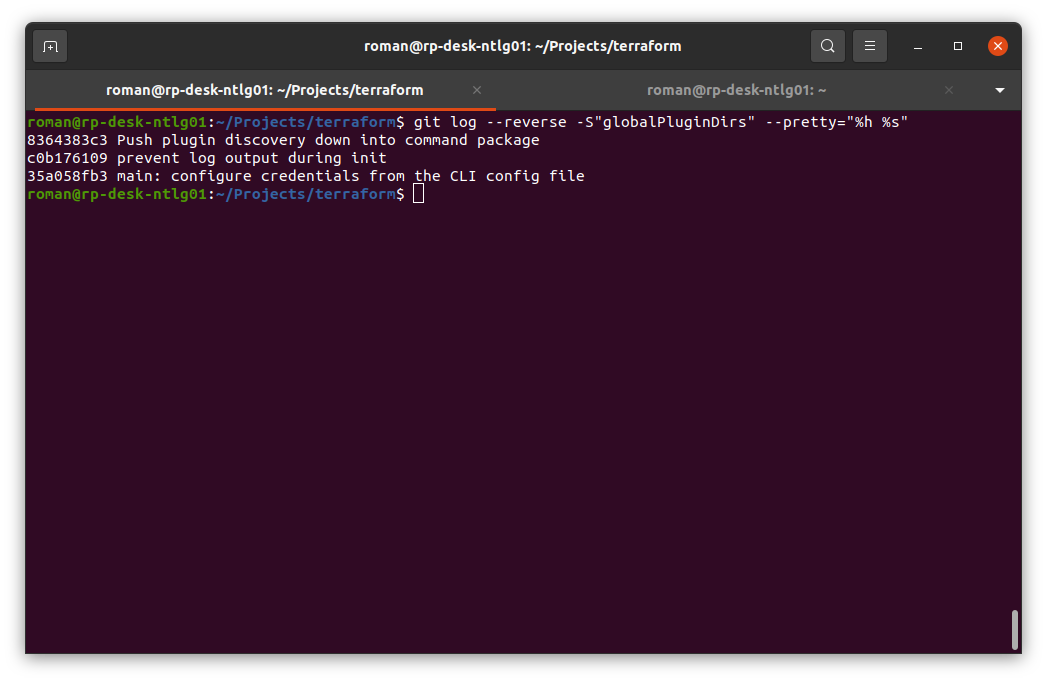 roman@rp-desk-ntlg01: ~/Projects/terraform
roman@rp-desk-ntlg01: ~/Projects/terraform
roman@rp-desk-ntlg01: ~
roman@rp-desk-ntlg01:~/Projects/terraform$ git log --reverse -S"globalPluginDirs" --pretty="%h %s"
8364383c3 Push plugin discovery down into command package
c0b176109 prevent log output during init
35a058fb3 main: configure credentials from the CLI config file
roman@rp-desk-ntlg01:~/Projects/terraform$